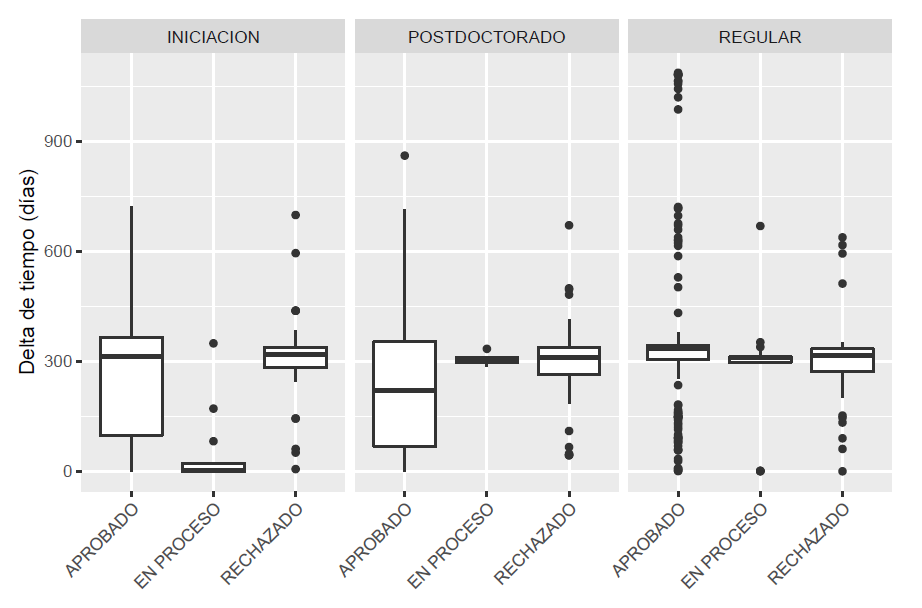 INICIACION POSTDOCTORADO REGULAR
Delta de tiempo (días)
900
600
300
0
APROBADO EN PROCESO RECHAZADO APROBADO EN PROCESO RECHAZADO APROBADO EN PROCESO RECHAZADO